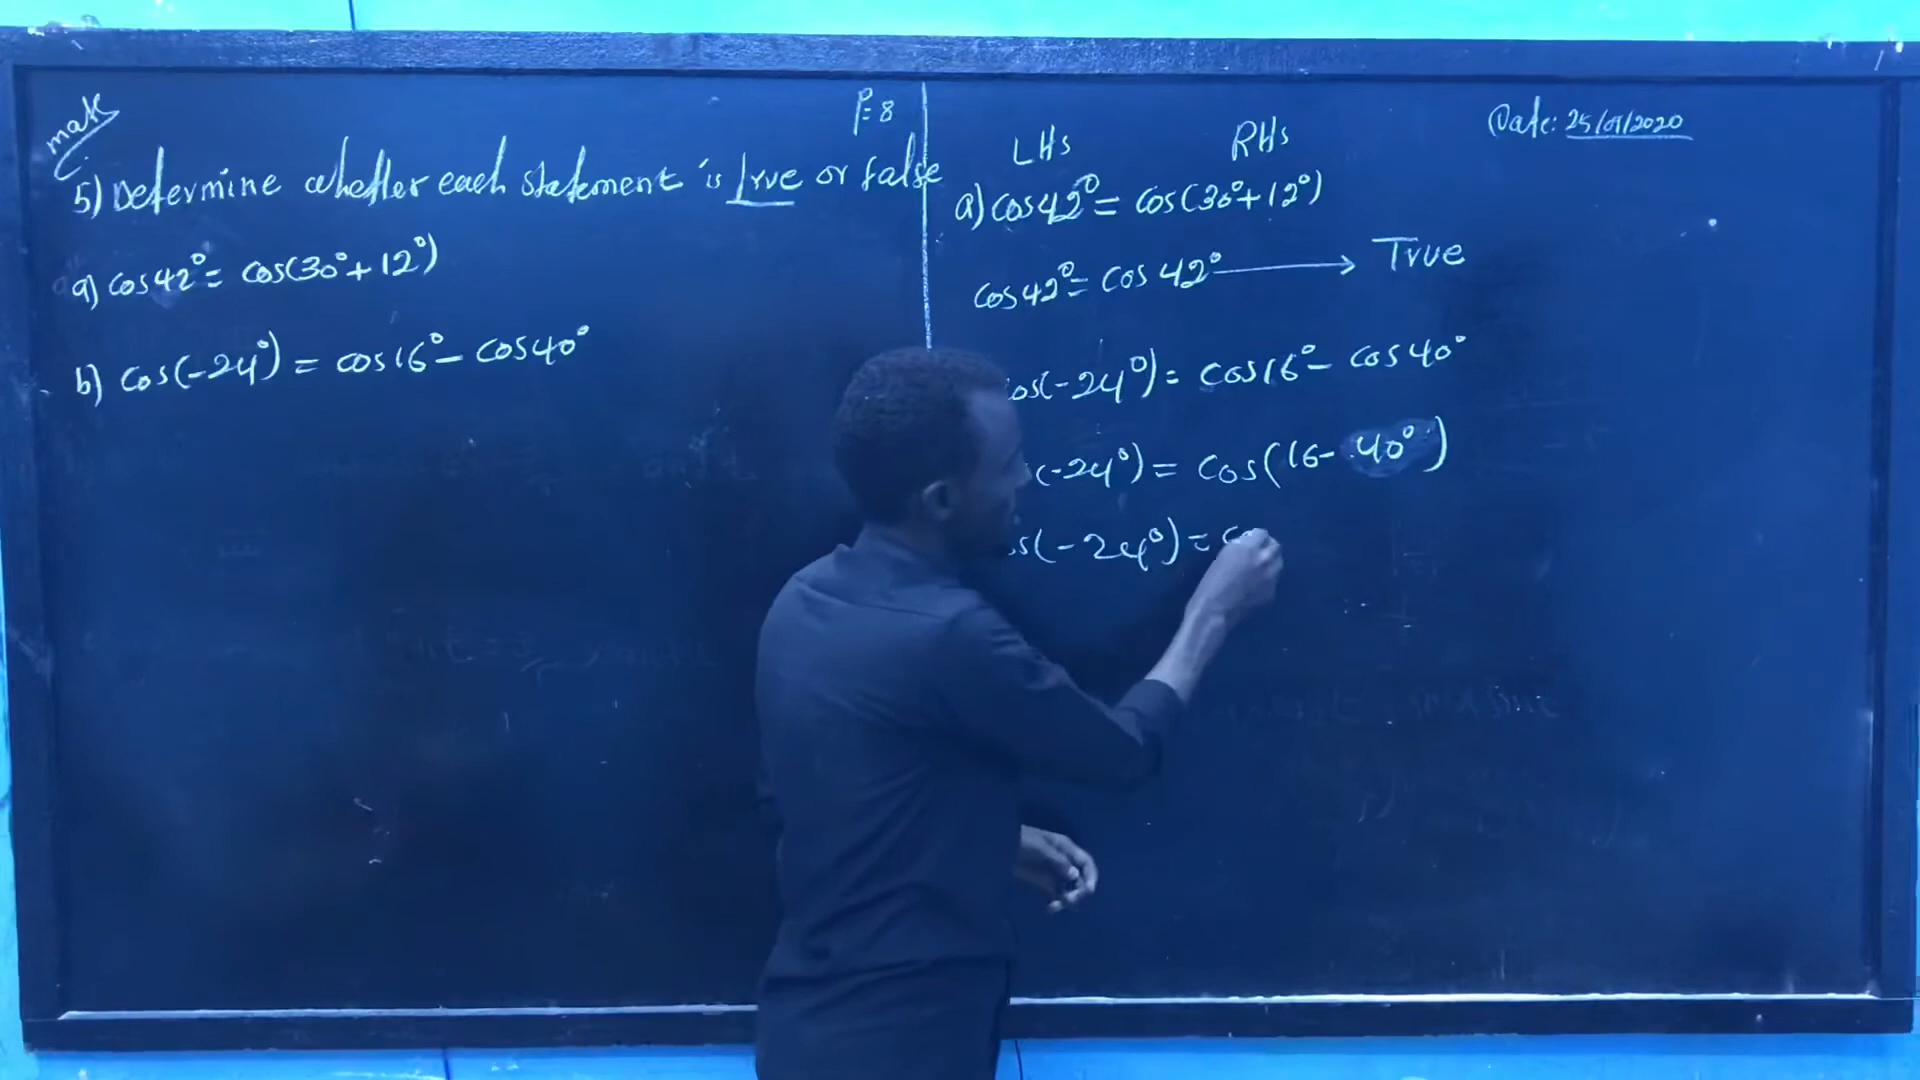 math
P=8
5) Determine whether each statement is true or false
a) cos42° = cos(30° + 12°)
b) cos(-24°) = cos16° - cos40°
Date: 25/01/2020
LHs RHs
a) cos42° = cos(30° + 12°)
cos42° = cos42° → True
os(-24°) = cos16° - cos40°
(-24°) = cos(16 - 40°)
s(-24°) = co